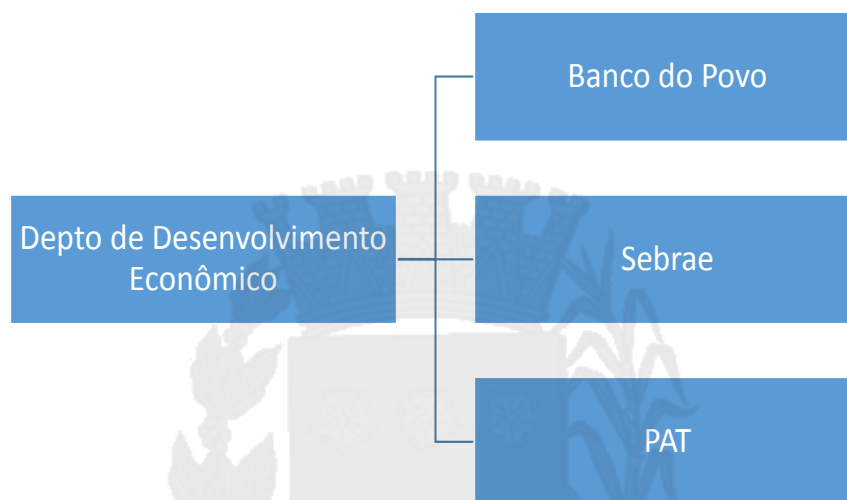 Banco do Povo
Depto de Desenvolvimento
Econômico
Sebrae
PAT